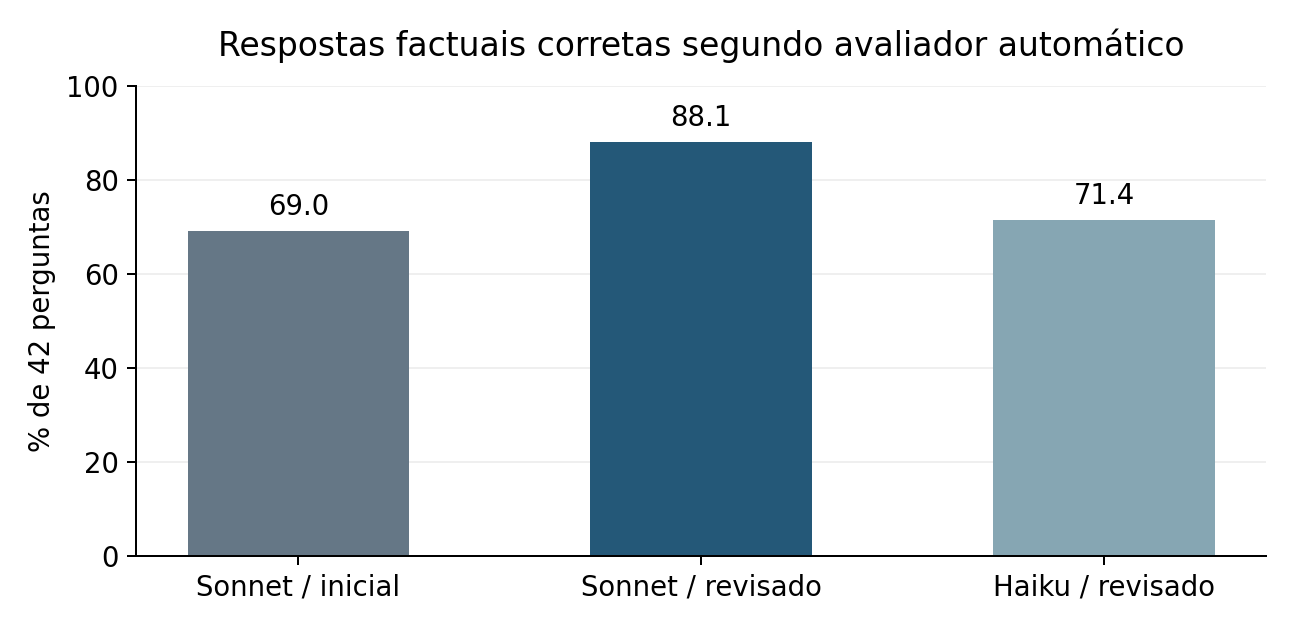 Respostas factuais corretas segundo avaliador automático
% de 42 perguntas
100
80
60
40
20
0
69.0
88.1
71.4
Sonnet / inicial
Sonnet / revisado
Haiku / revisado